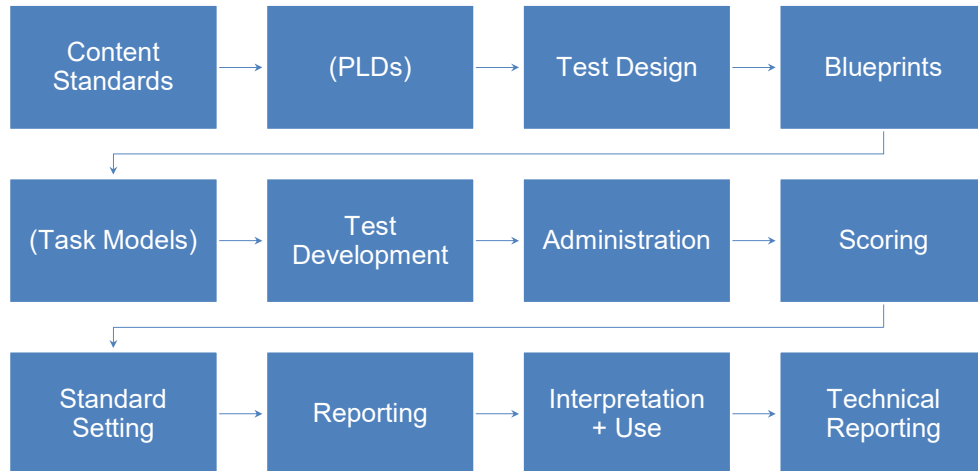 Content
Standards
(PLDs)
Test Design
Blueprints
(Task Models)
Test
Development
Administration
Scoring
Standard
Setting
Reporting
Interpretation
+ Use
Technical
Reporting